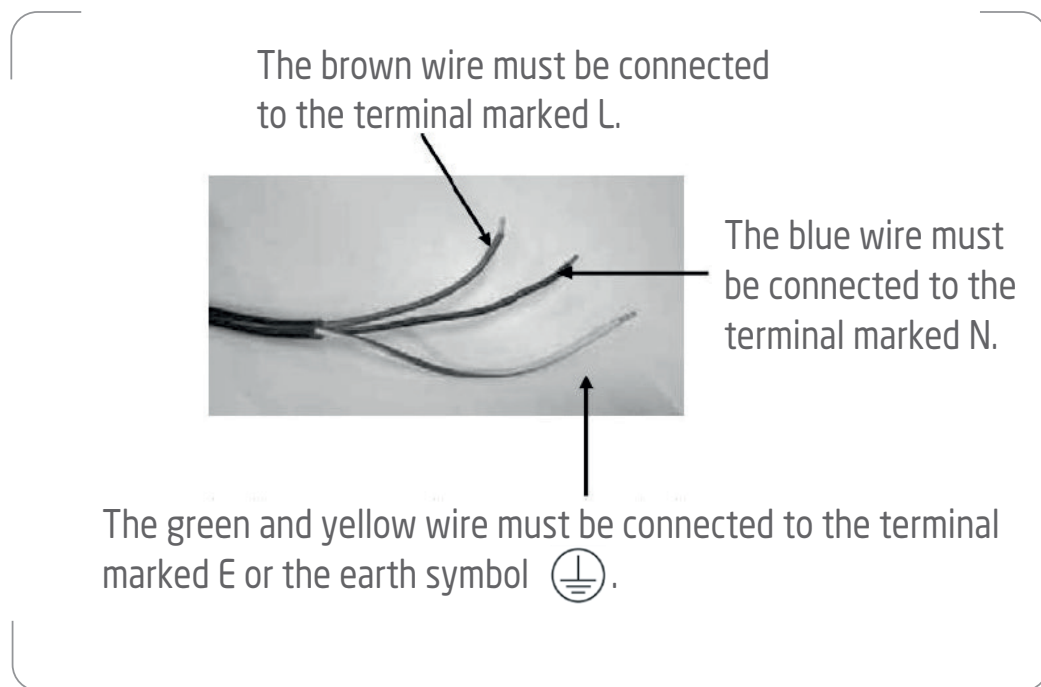 The brown wire must be connected
to the terminal marked L.
The blue wire must
be connected to the
terminal marked N.
The green and yellow wire must be connected to the terminal
marked E or the earth symbol .